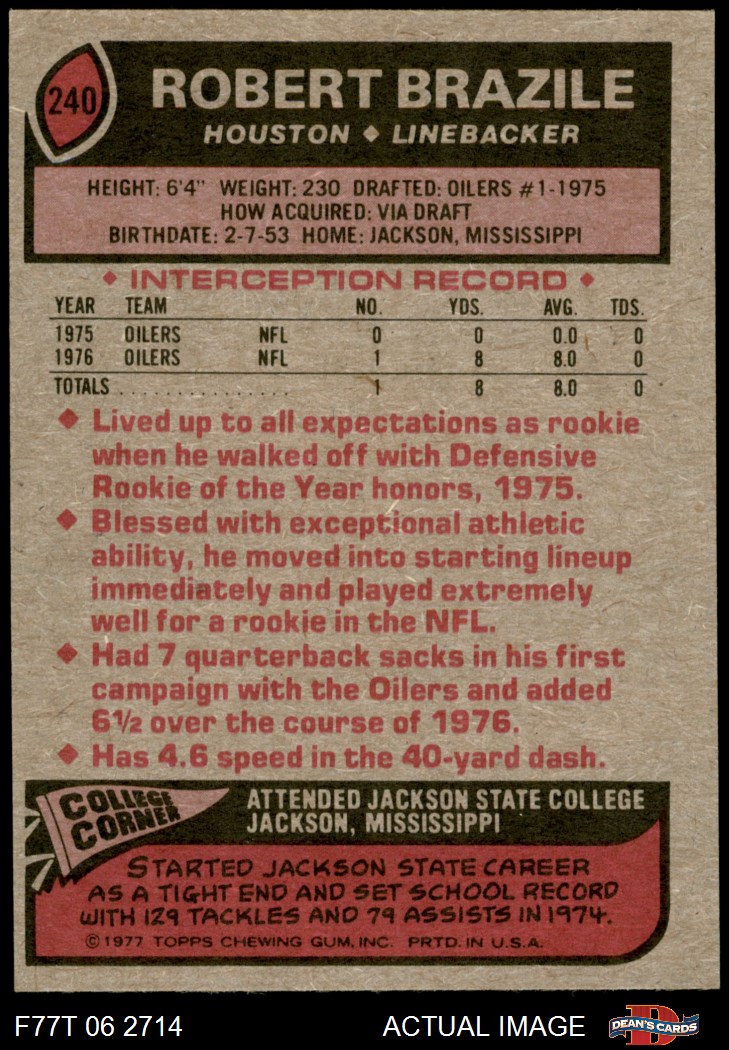 240
ROBERT BRAZILE
HOUSTON ♦ LINEBACKER
HEIGHT: 6'4" WEIGHT: 230 DRAFTED: OILERS #1-1975
HOW ACQUIRED: VIA DRAFT
BIRTHDATE: 2-7-53 HOME: JACKSON, MISSISSIPPI
♦ INTERCEPTION RECORD ♦
YEAR TEAM NO. YDS. AVG. TDS.
1975 OILERS NFL 0 0 0.0 0
1976 OILERS NFL 1 8 8.0 0
TOTALS . . . . . . . . . . . . . . . . 1 8 8.0 0
♦ Lived up to all expectations as rookie
when he walked off with Defensive
Rookie of the Year honors, 1975.
♦ Blessed with exceptional athletic
ability, he moved into starting lineup
immediately and played extremely
well for a rookie in the NFL.
♦ Had 7 quarterback sacks in his first
campaign with the Oilers and added
6½ over the course of 1976.
♦ Has 4.6 speed in the 40-yard dash.
COLLEGE
CORNER
ATTENDED JACKSON STATE COLLEGE
JACKSON, MISSISSIPPI
STARTED JACKSON STATE CAREER
AS A TIGHT END AND SET SCHOOL RECORD
WITH 129 TACKLES AND 79 ASSISTS IN 1974.
©1977 TOPPS CHEWING GUM, INC. PRTD. IN U.S.A.
F77T 06 2714 ACTUAL IMAGE
D
DEAN'S CARDS